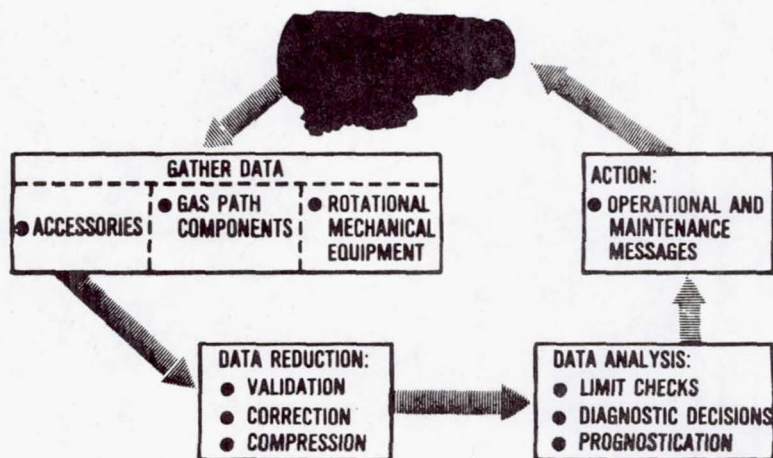 GATHER DATA
● ACCESSORIES
● GAS PATH
COMPONENTS
● ROTATIONAL
MECHANICAL
EQUIPMENT
ACTION:
● OPERATIONAL AND
MAINTENANCE
MESSAGES
DATA REDUCTION:
● VALIDATION
● CORRECTION
● COMPRESSION
DATA ANALYSIS:
● LIMIT CHECKS
● DIAGNOSTIC DECISIONS
● PROGNOSTICATION